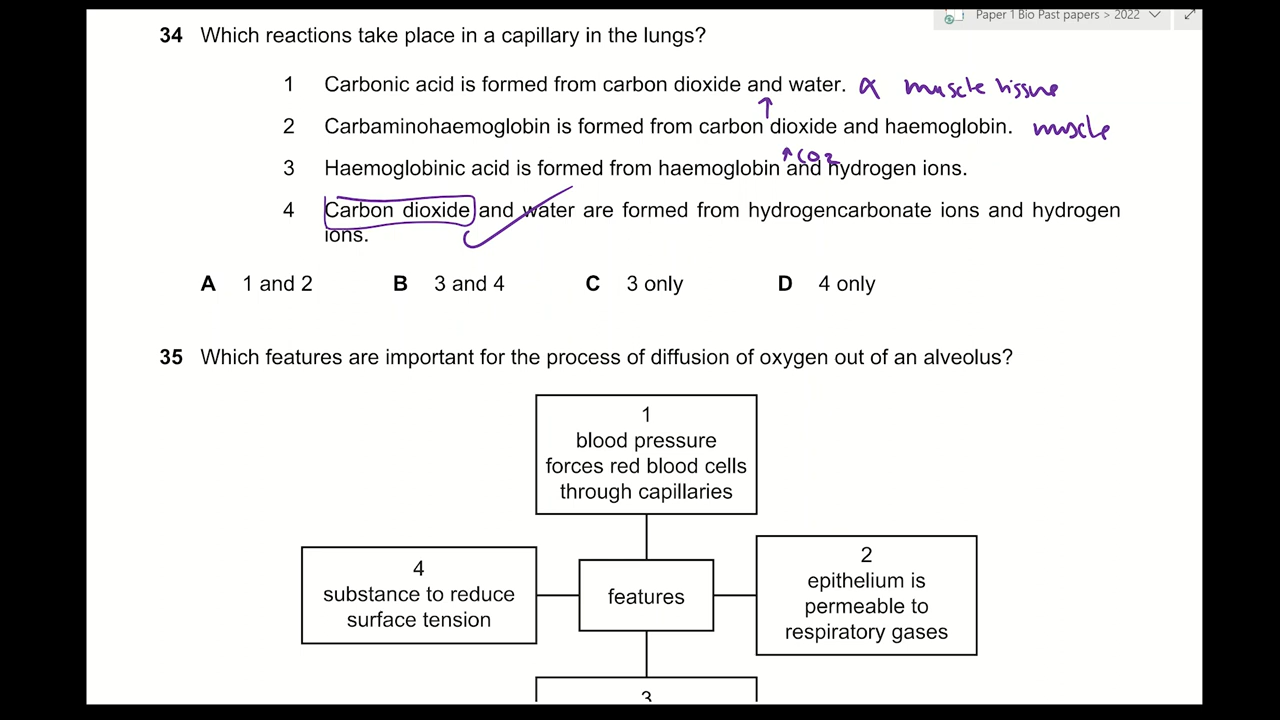 Paper 1 Bio Past papers > 2022
34 Which reactions take place in a capillary in the lungs?
1 Carbonic acid is formed from carbon dioxide and water. muscle tissue
2 Carbaminohaemoglobin is formed from carbon dioxide and haemoglobin. muscle
↑CO2
3 Haemoglobinic acid is formed from haemoglobin and hydrogen ions.
4 Carbon dioxide and water are formed from hydrogencarbonate ions and hydrogen
ions.
A 1 and 2 B 3 and 4 C 3 only D 4 only
35 Which features are important for the process of diffusion of oxygen out of an alveolus?
1
blood pressure
forces red blood cells
through capillaries
4
substance to reduce
surface tension
features
2
epithelium is
permeable to
respiratory gases
3